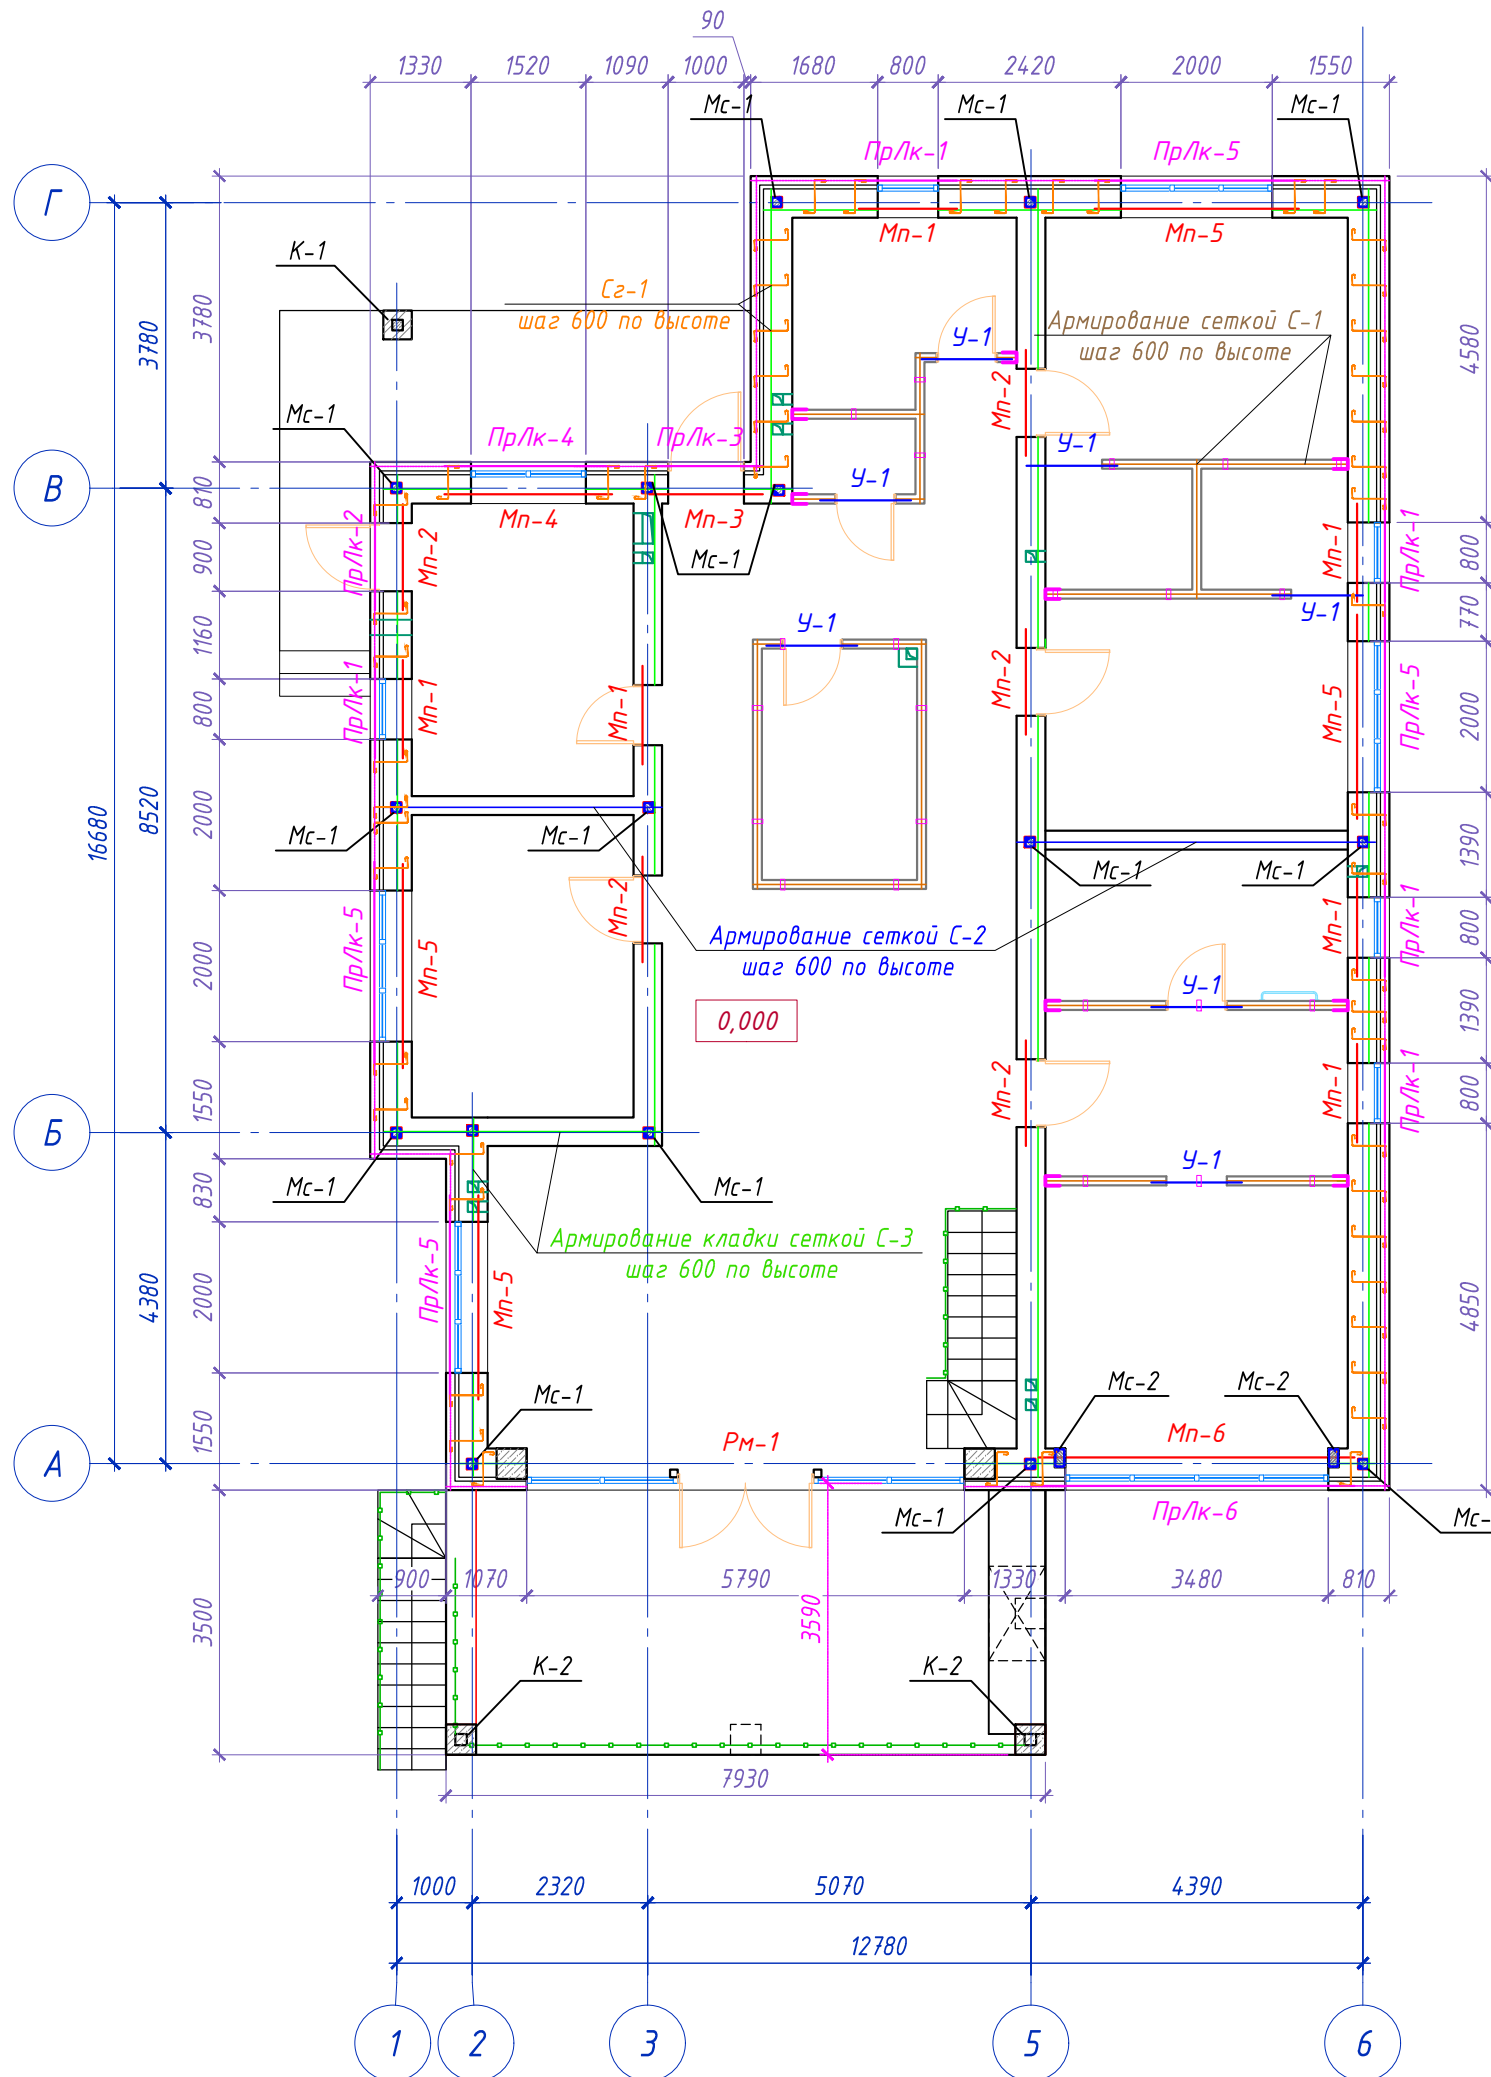 90
1330 1520 1090 1000 1680 800 2420 2000 1550
Мс-1 Мс-1 Мс-1
ПрЛк-1 ПрЛк-5
Г
Мп-1 Мп-5
К-1
Сг-1
шаг 600 по высоте
Армирование сеткой С-1
шаг 600 по высоте
У-1
3780
3780
4580
Мп-2
Мс-1
ПрЛк-4 ПрЛк-3
У-1
В
У-1
Мп-4 Мп-3
Мс-1
810
900
1160
800
2000
2000
1550
830
2000
1550
3500
16680
8520
4380
ПрЛк-2
Мп-2
ПрЛк-1
Мп-1
Мп-1
У-1
Мп-2
У-1
Мп-1
ПрЛк-1
Мп-5
ПрЛк-5
800
770
2000
1390
800
1390
800
4850
Мс-1 Мс-1
Мс-1 Мс-1
ПрЛк-5
Мп-5
Мп-2
Армирование сеткой С-2
шаг 600 по высоте
Мп-1
ПрЛк-1
У-1
0,000
Мп-2
Мп-1
ПрЛк-1
Б
У-1
Мс-1 Мс-1
Армирование кладки сеткой С-3
шаг 600 по высоте
ПрЛк-5
Мп-5
Мс-1
Мс-2 Мс-2
Рм-1 Мп-6
А
Мс-1
ПрЛк-6
Мс-
900 1070 5790 1330 3480 810
3590
К-2 К-2
7930
1000 2320 5070 4390
12780
1 2 3 5 6